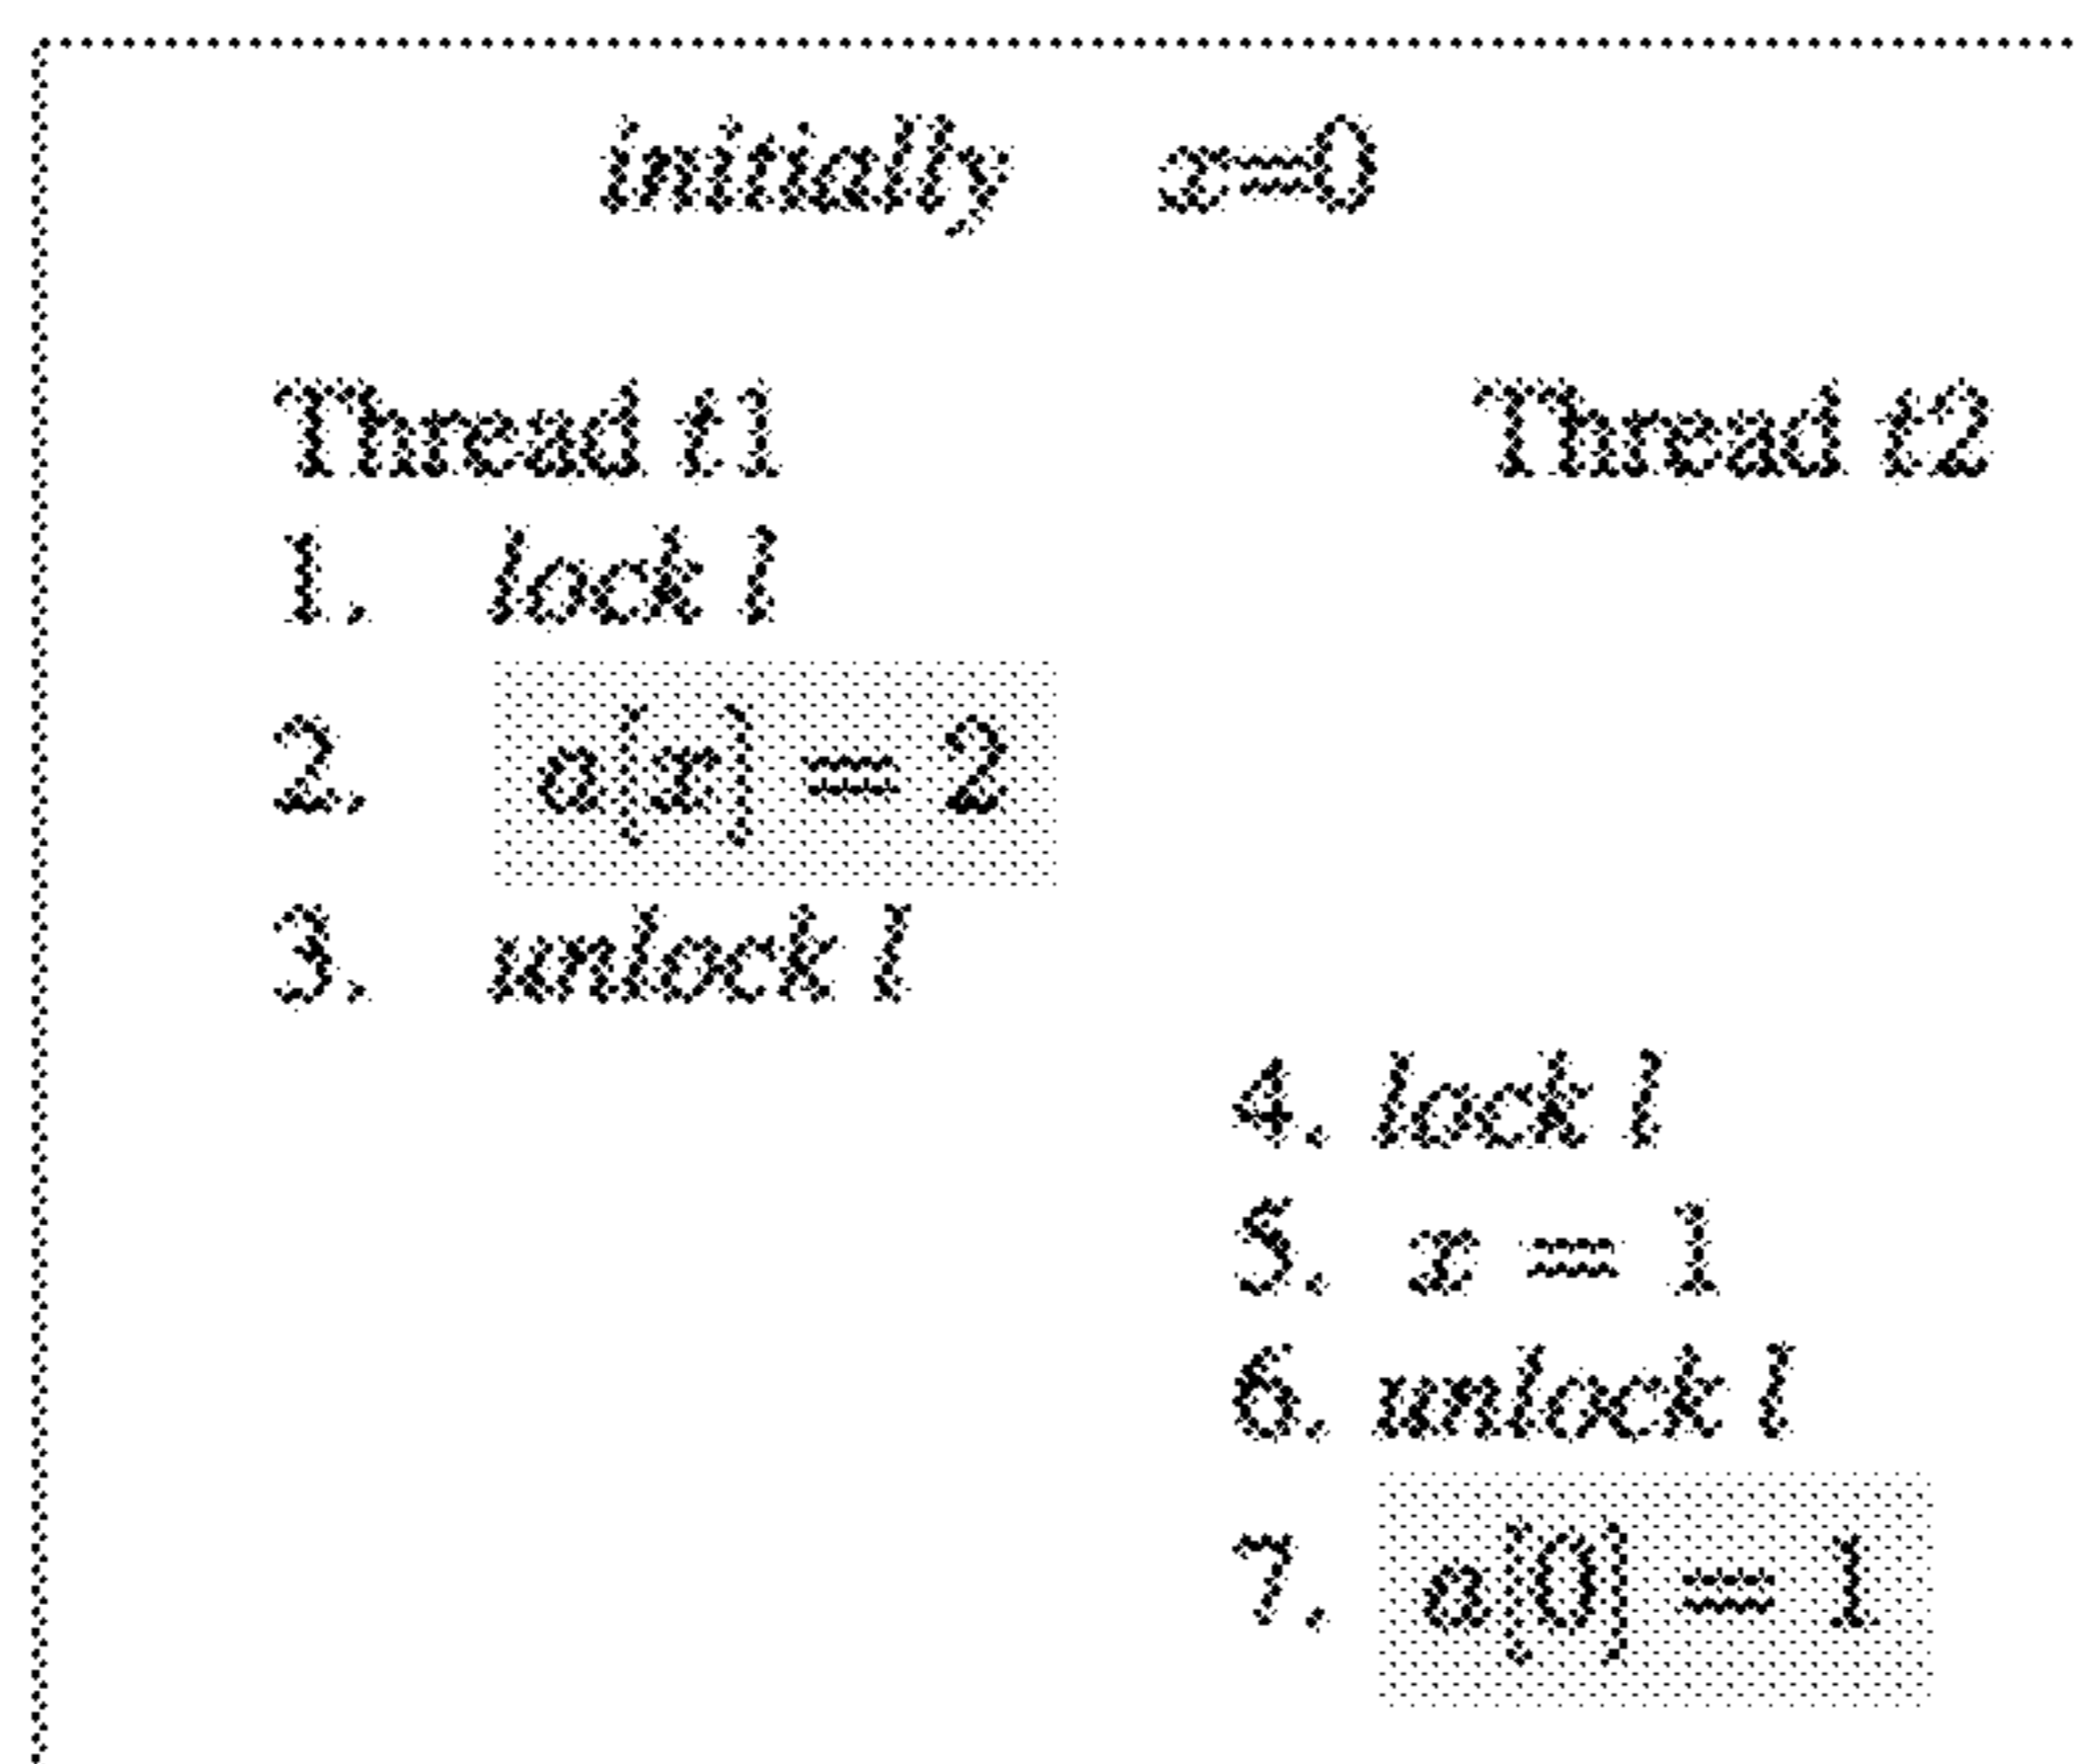 initially x=0
Thread t1 Thread t2
1. lock l
2. a[x] = 2
3. unlock l
4. lock l
5. x = 1
6. unlock l
7. a[0] = 1